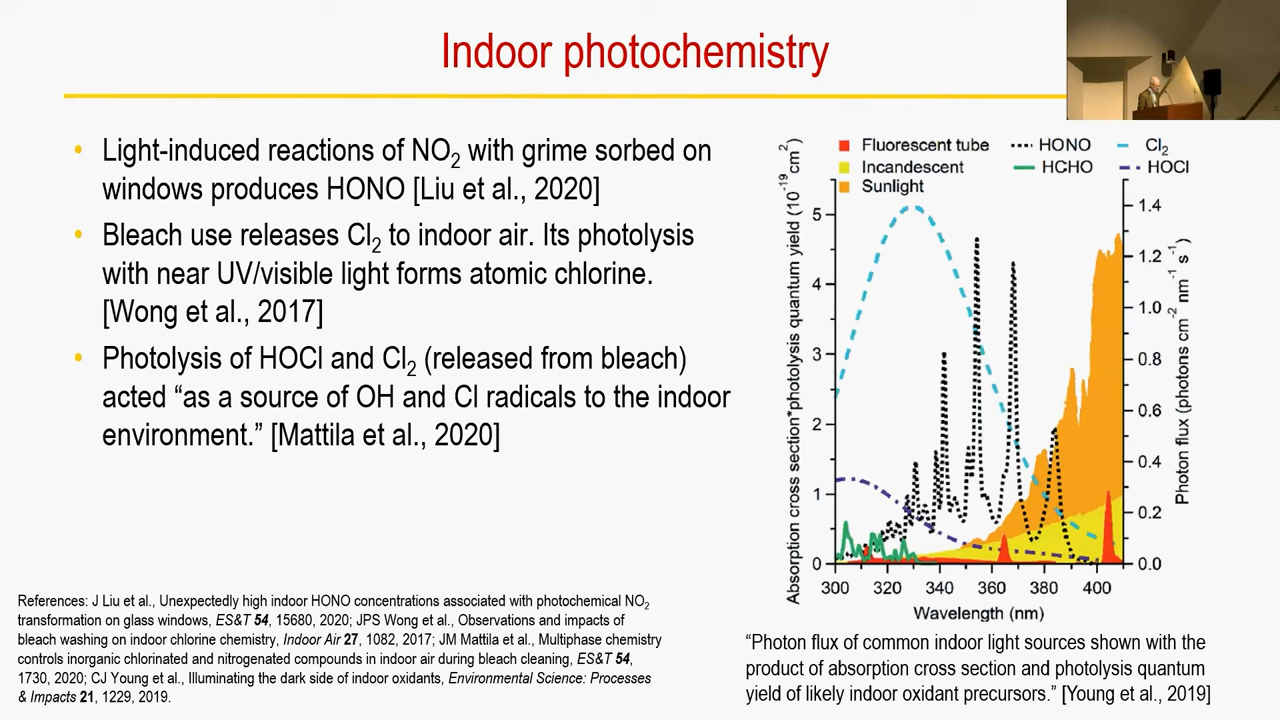 Indoor photochemistry
• Light-induced reactions of NO2 with grime sorbed on
windows produces HONO [Liu et al., 2020]
• Bleach use releases Cl2 to indoor air. Its photolysis
with near UV/visible light forms atomic chlorine.
[Wong et al., 2017]
• Photolysis of HOCl and Cl2 (released from bleach)
acted “as a source of OH and Cl radicals to the indoor
environment.” [Mattila et al., 2020]
References: J Liu et al., Unexpectedly high indoor HONO concentrations associated with photochemical NO2
transformation on glass windows, ES&T 54, 15680, 2020; JPS Wong et al., Observations and impacts of
bleach washing on indoor chlorine chemistry, Indoor Air 27, 1082, 2017; JM Mattila et al., Multiphase chemistry
controls inorganic chlorinated and nitrogenated compounds in indoor air during bleach cleaning, ES&T 54,
1730, 2020; CJ Young et al., Illuminating the dark side of indoor oxidants, Environmental Science: Processes
& Impacts 21, 1229, 2019.
Fluorescent tube HONO Cl2
Incandescent HCHO HOCl
Sunlight
Absorption cross section*photolysis quantum yield (10-19 cm2)
5
4
3
2
1
0
1.4
1.2
1.0
0.8
0.6
0.4
0.2
0.0
Photon flux (photons cm-2 nm-1 s-1)
300 320 340 360 380 400
Wavelength (nm)
“Photon flux of common indoor light sources shown with the
product of absorption cross section and photolysis quantum
yield of likely indoor oxidant precursors.” [Young et al., 2019]